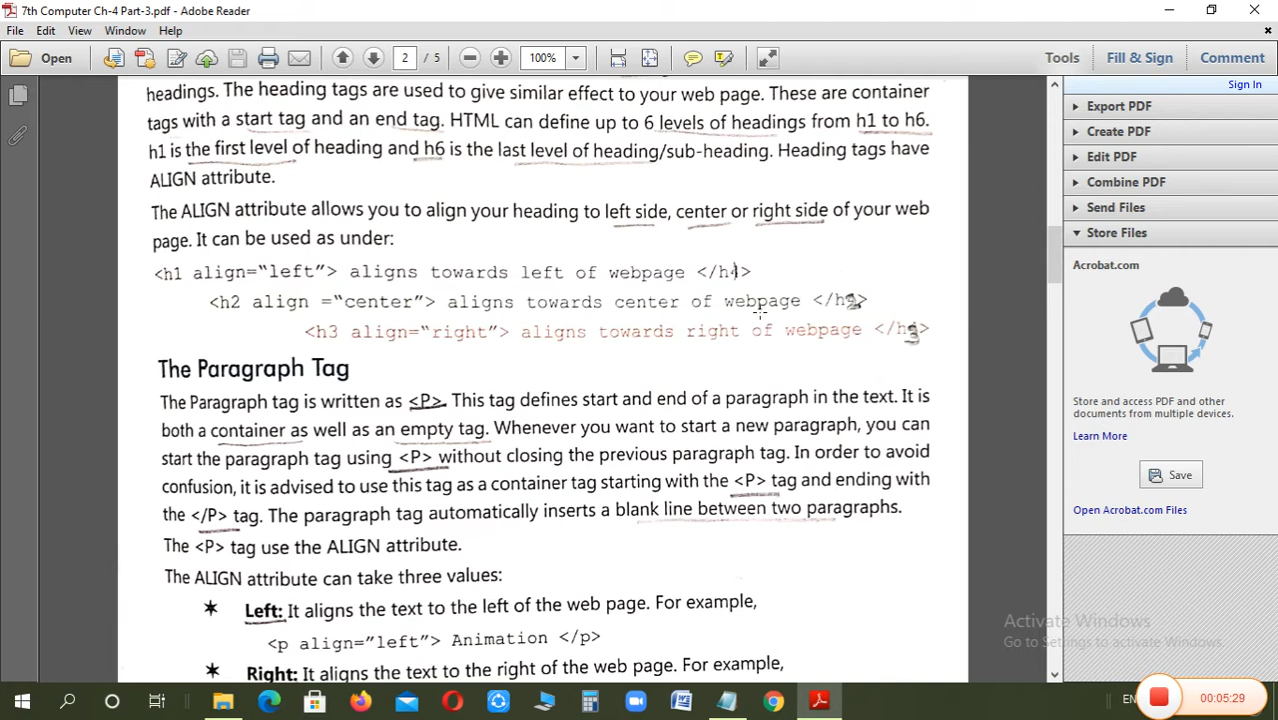 7th Computer Ch-4 Part-3.pdf - Adobe Reader
File Edit View Window Help
Open 2 / 5 100% Tools Fill & Sign Comment
Sign In
Export PDF
Create PDF
Edit PDF
Combine PDF
Send Files
Store Files
Acrobat.com
Store and access PDF and other
documents from multiple devices.
Learn More
Save
Open Acrobat.com Files
headings. The heading tags are used to give similar effect to your web page. These are container
tags with a start tag and an end tag. HTML can define up to 6 levels of headings from h1 to h6.
h1 is the first level of heading and h6 is the last level of heading/sub-heading. Heading tags have
ALIGN attribute.
The ALIGN attribute allows you to align your heading to left side, center or right side of your web
page. It can be used as under:
<h1 align="left"> aligns towards left of webpage </h1>
<h2 align ="center"> aligns towards center of webpage </h2>
<h3 align="right"> aligns towards right of webpage </h3>
The Paragraph Tag
The Paragraph tag is written as <P>. This tag defines start and end of a paragraph in the text. It is
both a container as well as an empty tag. Whenever you want to start a new paragraph, you can
start the paragraph tag using <P> without closing the previous paragraph tag. In order to avoid
confusion, it is advised to use this tag as a container tag starting with the <P> tag and ending with
the </P> tag. The paragraph tag automatically inserts a blank line between two paragraphs.
The <P> tag use the ALIGN attribute.
The ALIGN attribute can take three values:
Left: It aligns the text to the left of the web page. For example,
<p align="left"> Animation </p>
Right: It aligns the text to the right of the web page. For example,
Activate Windows
Go to Settings to activate Windows.
EN
00:05:29